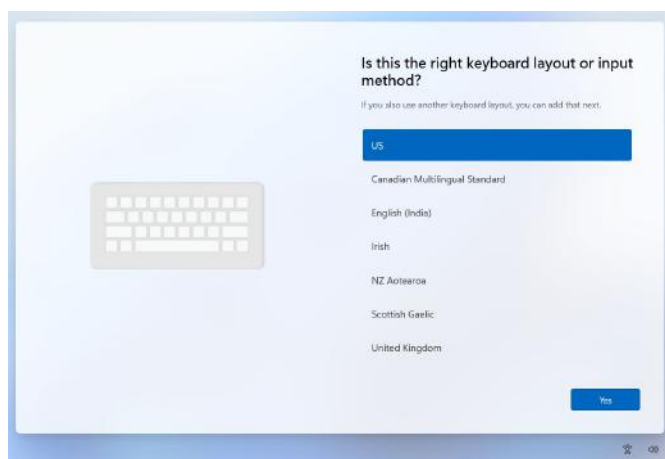 Is this the right keyboard layout or input
method?
If you also use another keyboard layout, you can add that next.
US
Canadian Multilingual Standard
English (India)
Irish
NZ Aotearoa
Scottish Gaelic
United Kingdom
Yes